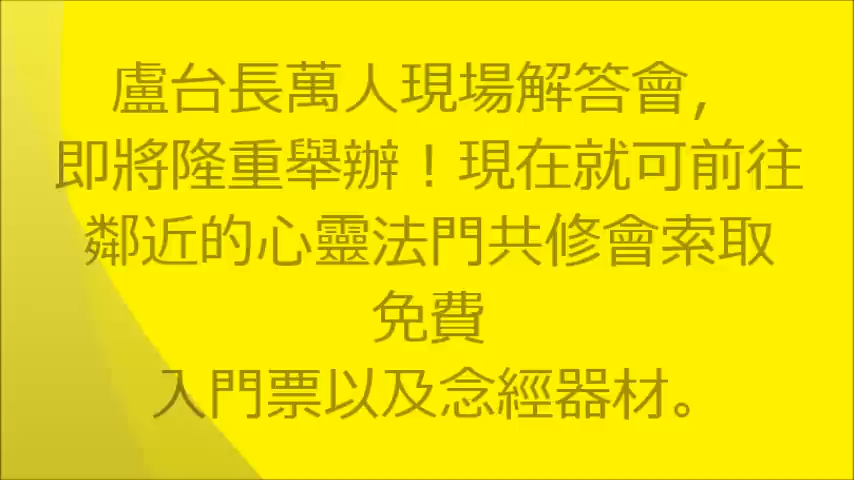 盧台長萬人現場解答會，
即將隆重舉辦！現在就可前往
鄰近的心靈法門共修會索取
免費
入門票以及念經器材。